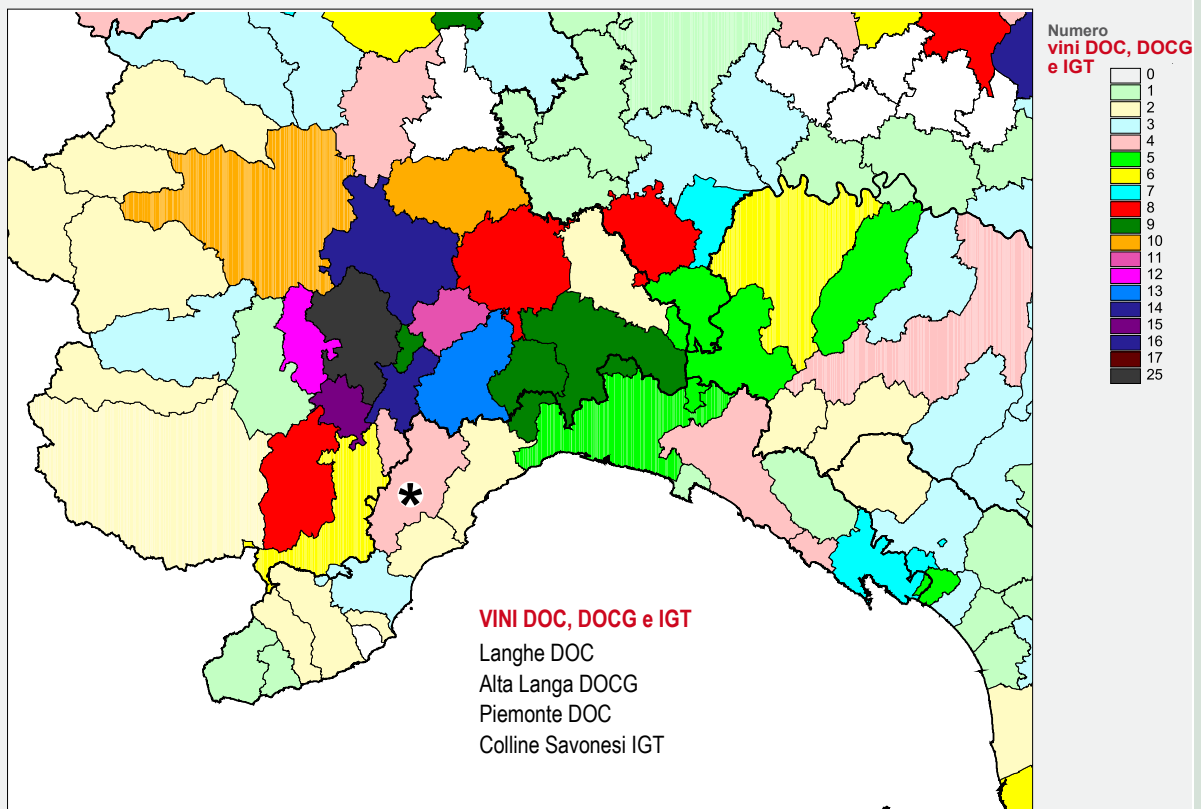 Numero
vini DOC, DOCG
e IGT
0
1
2
3
4
5
6
7
8
9
10
11
12
13
14
15
16
17
25
*
VINI DOC, DOCG e IGT
Langhe DOC
Alta Langa DOCG
Piemonte DOC
Colline Savonesi IGT